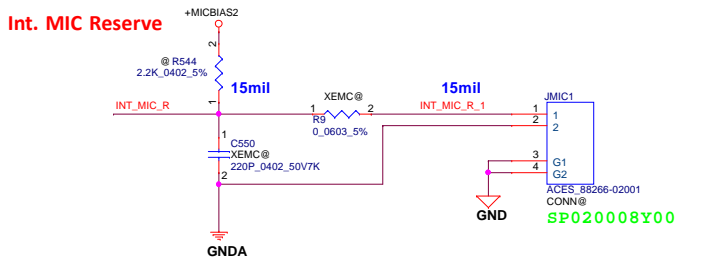 +MICBIAS2
Int. MIC Reserve
2
@ R544
2.2K_0402_5%
1
15mil
15mil
XEMC@
JMIC1
INT_MIC_R
1
2
INT_MIC_R_1
1
2
1
2
R9
0_0603_5%
1
C550
XEMC@
220P_0402_50V7K
2
3
4
G1
G2
ACES_88266-02001
CONN@
GND
SP020008Y00
GNDA